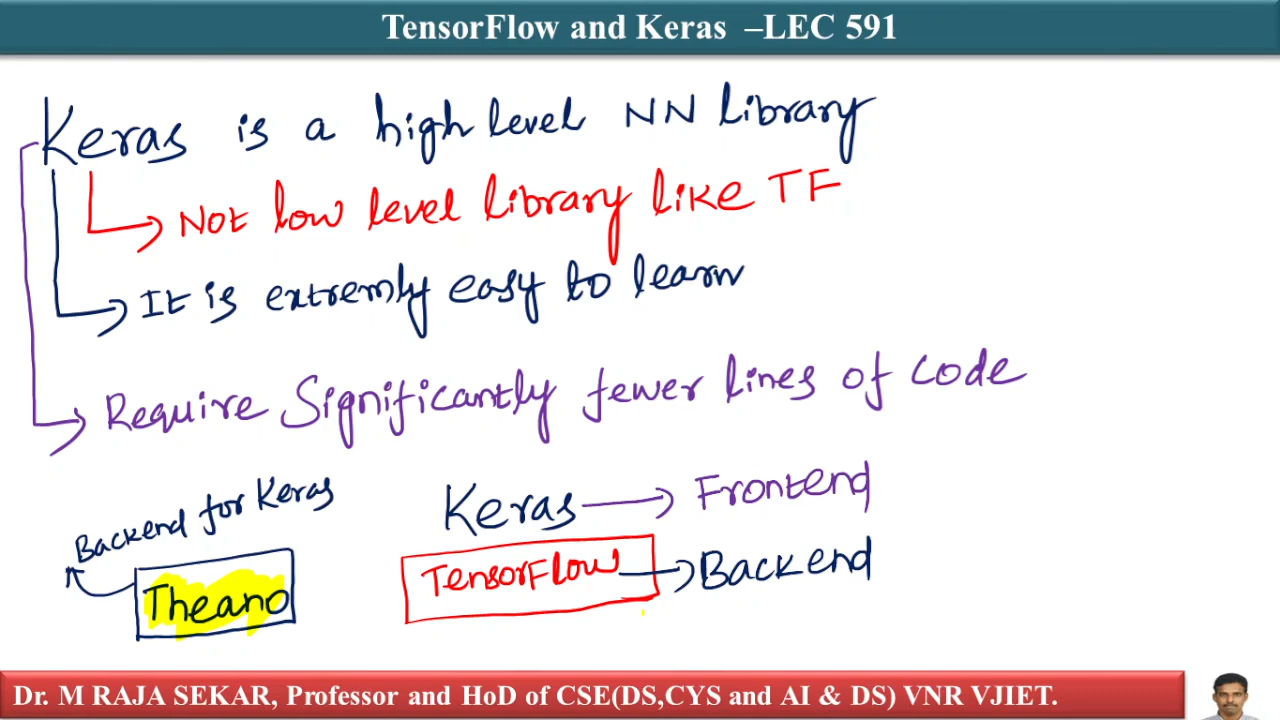 TensorFlow and Keras –LEC 591
Keras is a high level NN library
Not low level library like TF
It is extremly easy to learn
Require Significantly fewer lines of code
Backend for Keras
Theano
Keras Frontend
TensorFlow Backend
Dr. M RAJA SEKAR, Professor and HoD of CSE(DS,CYS and AI & DS) VNR VJIET.